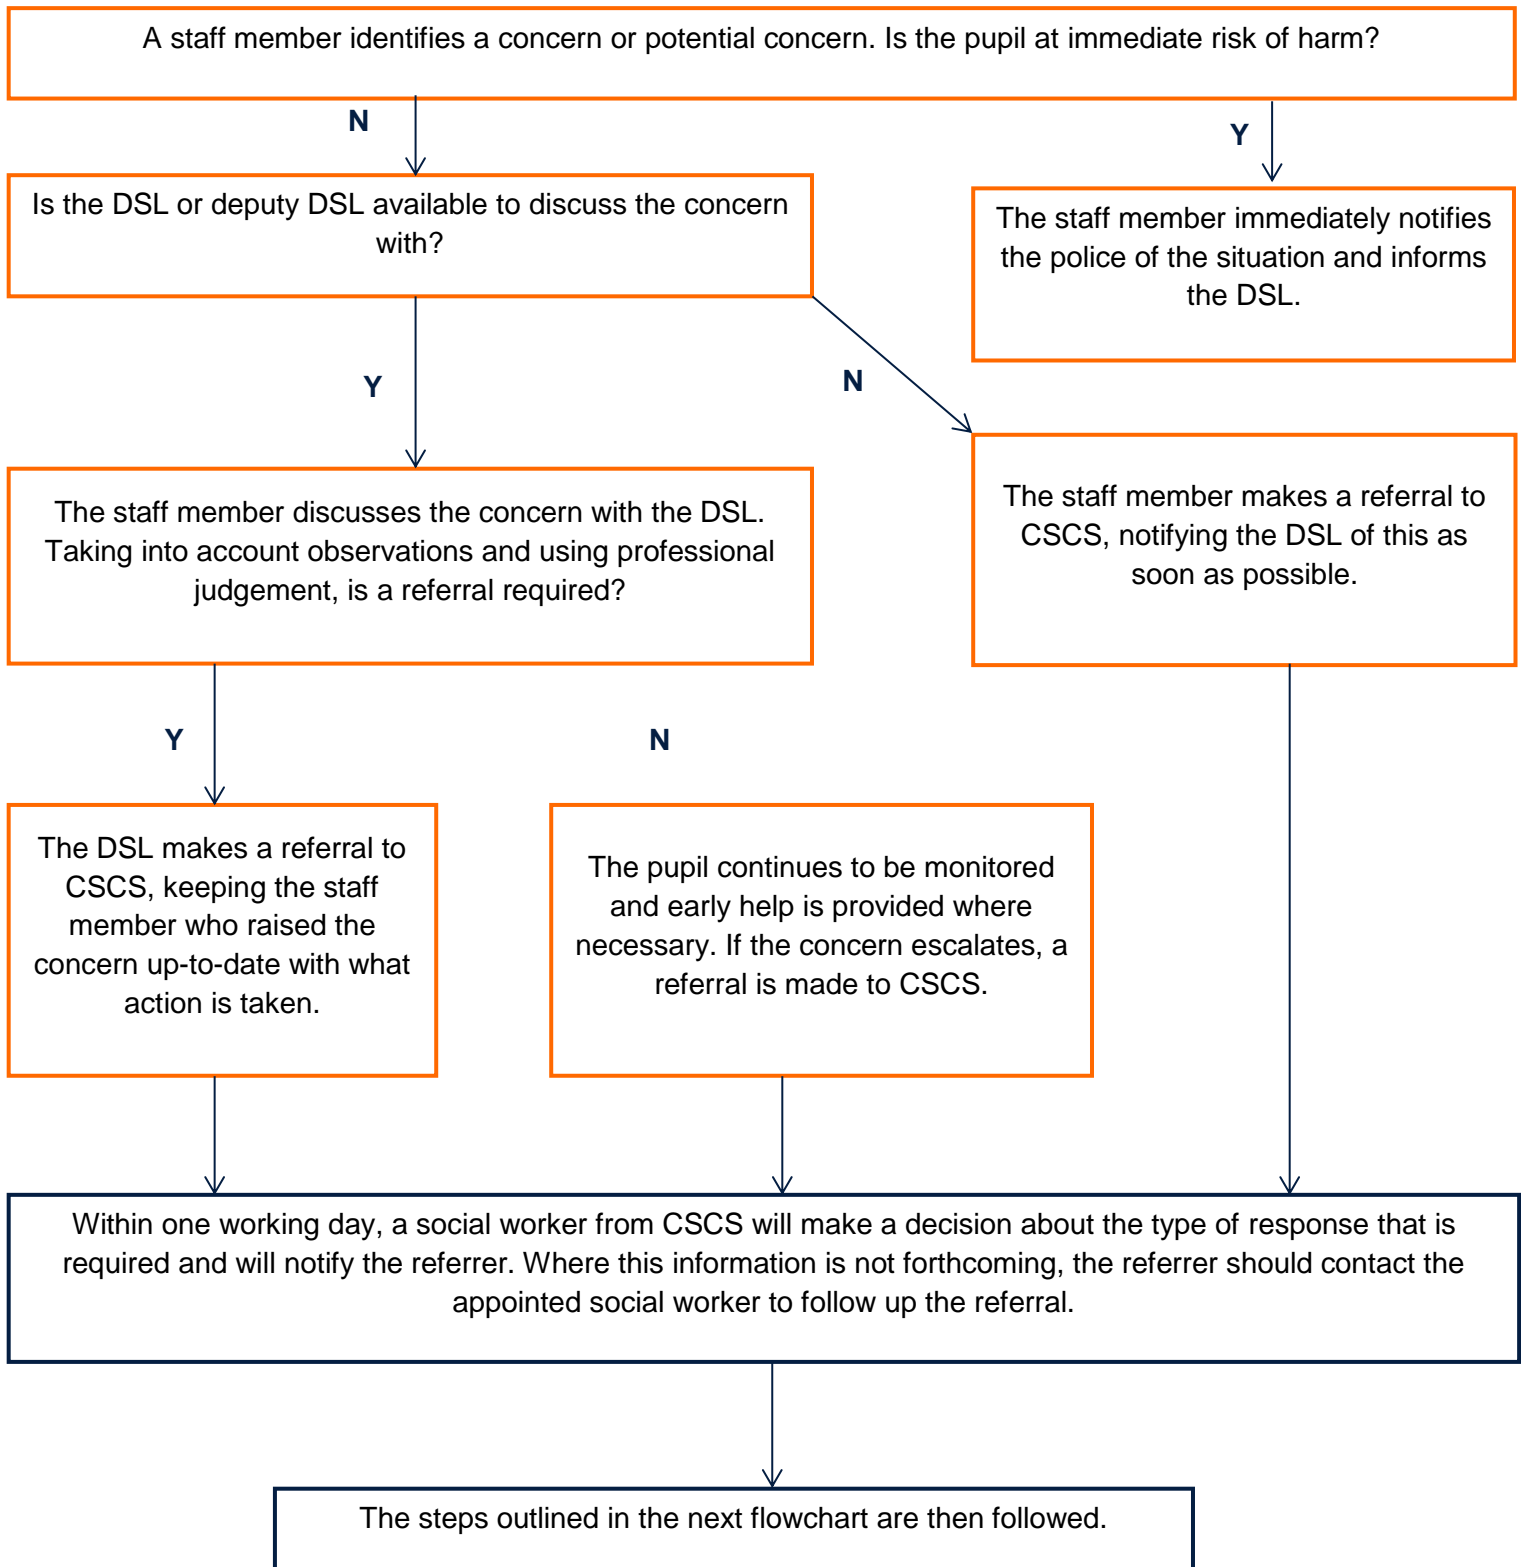 A staff member identifies a concern or potential concern. Is the pupil at immediate risk of harm?
N
Y
Is the DSL or deputy DSL available to discuss the concern
with?
The staff member immediately notifies
the police of the situation and informs
the DSL.
Y
N
The staff member discusses the concern with the DSL.
Taking into account observations and using professional
judgement, is a referral required?
The staff member makes a referral to
CSCS, notifying the DSL of this as
soon as possible.
Y
N
The DSL makes a referral to
CSCS, keeping the staff
member who raised the
concern up-to-date with what
action is taken.
The pupil continues to be monitored
and early help is provided where
necessary. If the concern escalates, a
referral is made to CSCS.
Within one working day, a social worker from CSCS will make a decision about the type of response that is
required and will notify the referrer. Where this information is not forthcoming, the referrer should contact the
appointed social worker to follow up the referral.
The steps outlined in the next flowchart are then followed.